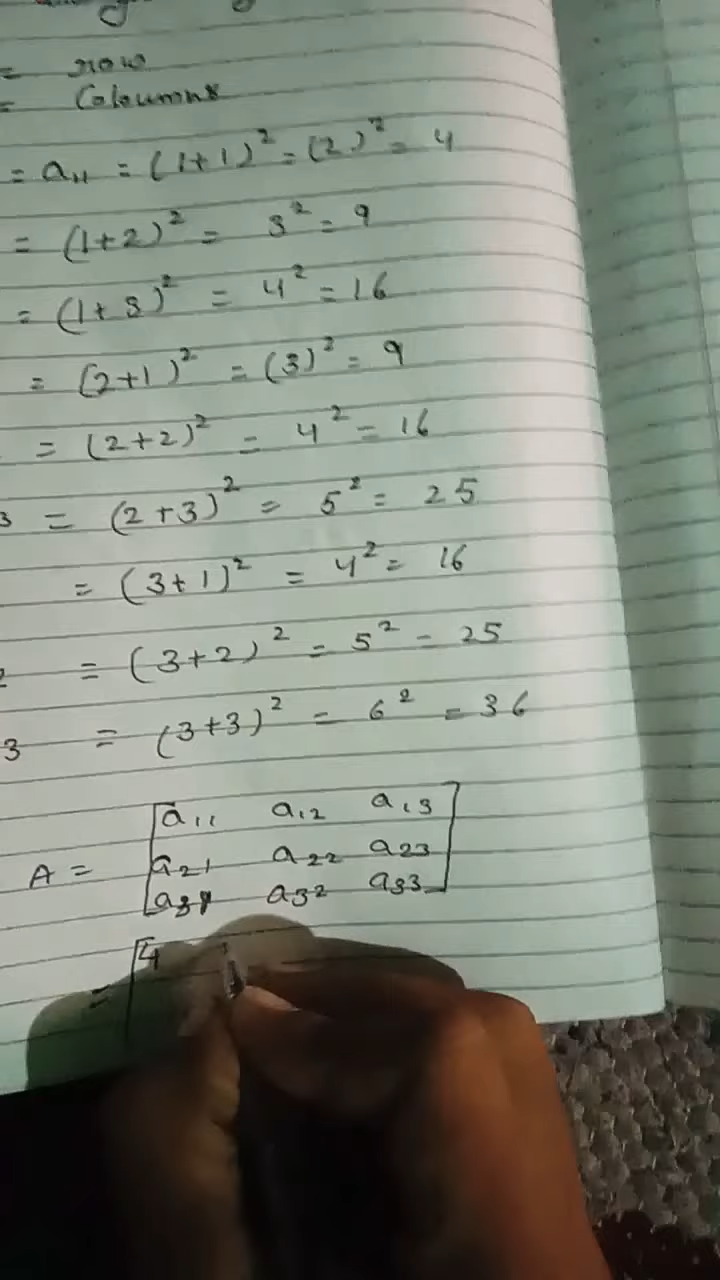 = row
= Coloumns
= a₁₁ = (1+1)² = (2)² = 4
= (1+2)² = 3² = 9
= (1+3)² = 4² = 16
= (2+1)² = (3)² = 9
= (2+2)² = 4² = 16
3 = (2+3)² = 5² = 25
= (3+1)² = 4² = 16
2 = (3+2)² = 5² = 25
3 = (3+3)² = 6² = 36
a₁₁ a₁₂ a₁₃
A = a₂₁ a₂₂ a₂₃
a₃₁ a₃₂ a₃₃
= [4